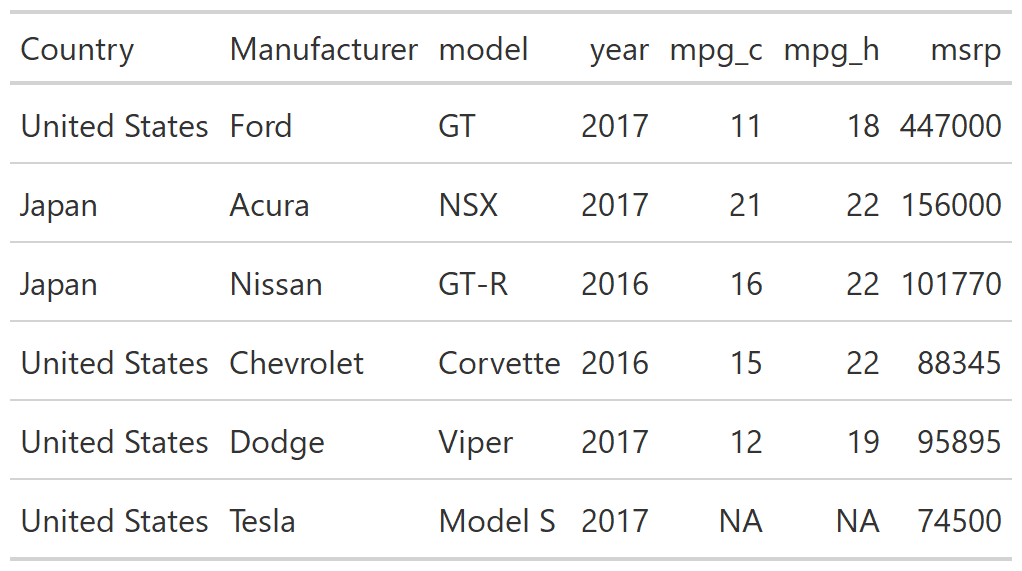 Country Manufacturer model year mpg_c mpg_h msrp
United States Ford GT 2017 11 18 447000
Japan Acura NSX 2017 21 22 156000
Japan Nissan GT-R 2016 16 22 101770
United States Chevrolet Corvette 2016 15 22 88345
United States Dodge Viper 2017 12 19 95895
United States Tesla Model S 2017 NA NA 74500